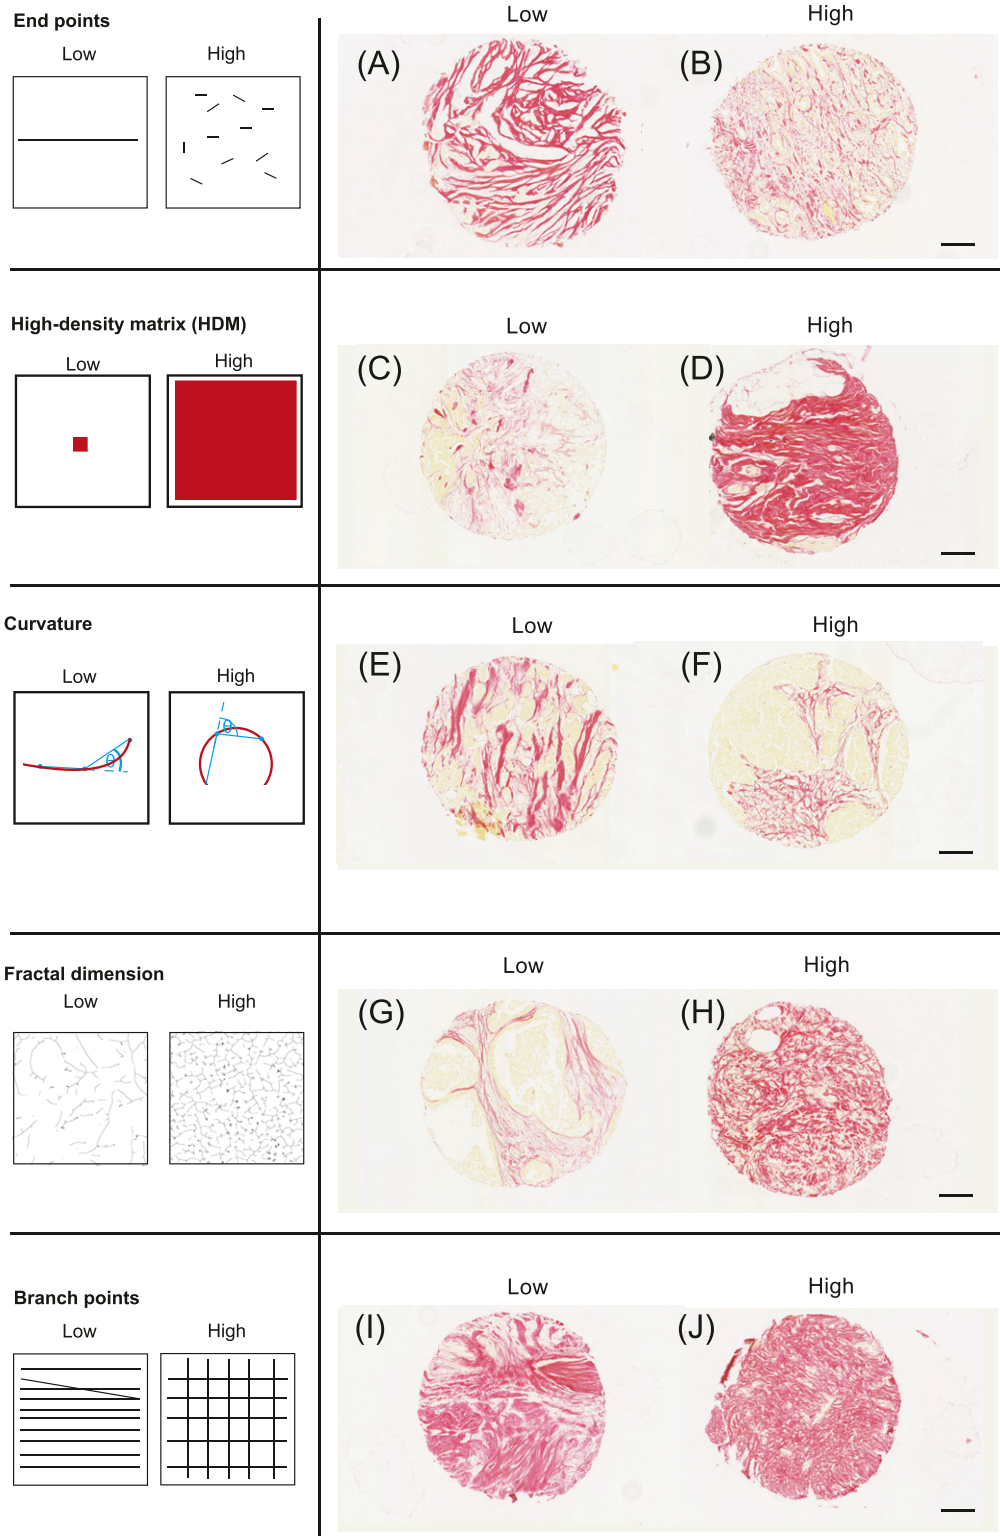 End points
Low High
Low High
(A) (B)
High-density matrix (HDM)
Low High
Low High
(C) (D)
Curvature
Low High
θ θ
Low High
(E) (F)
Fractal dimension
Low High
Low High
(G) (H)
Branch points
Low High
Low High
(I) (J)